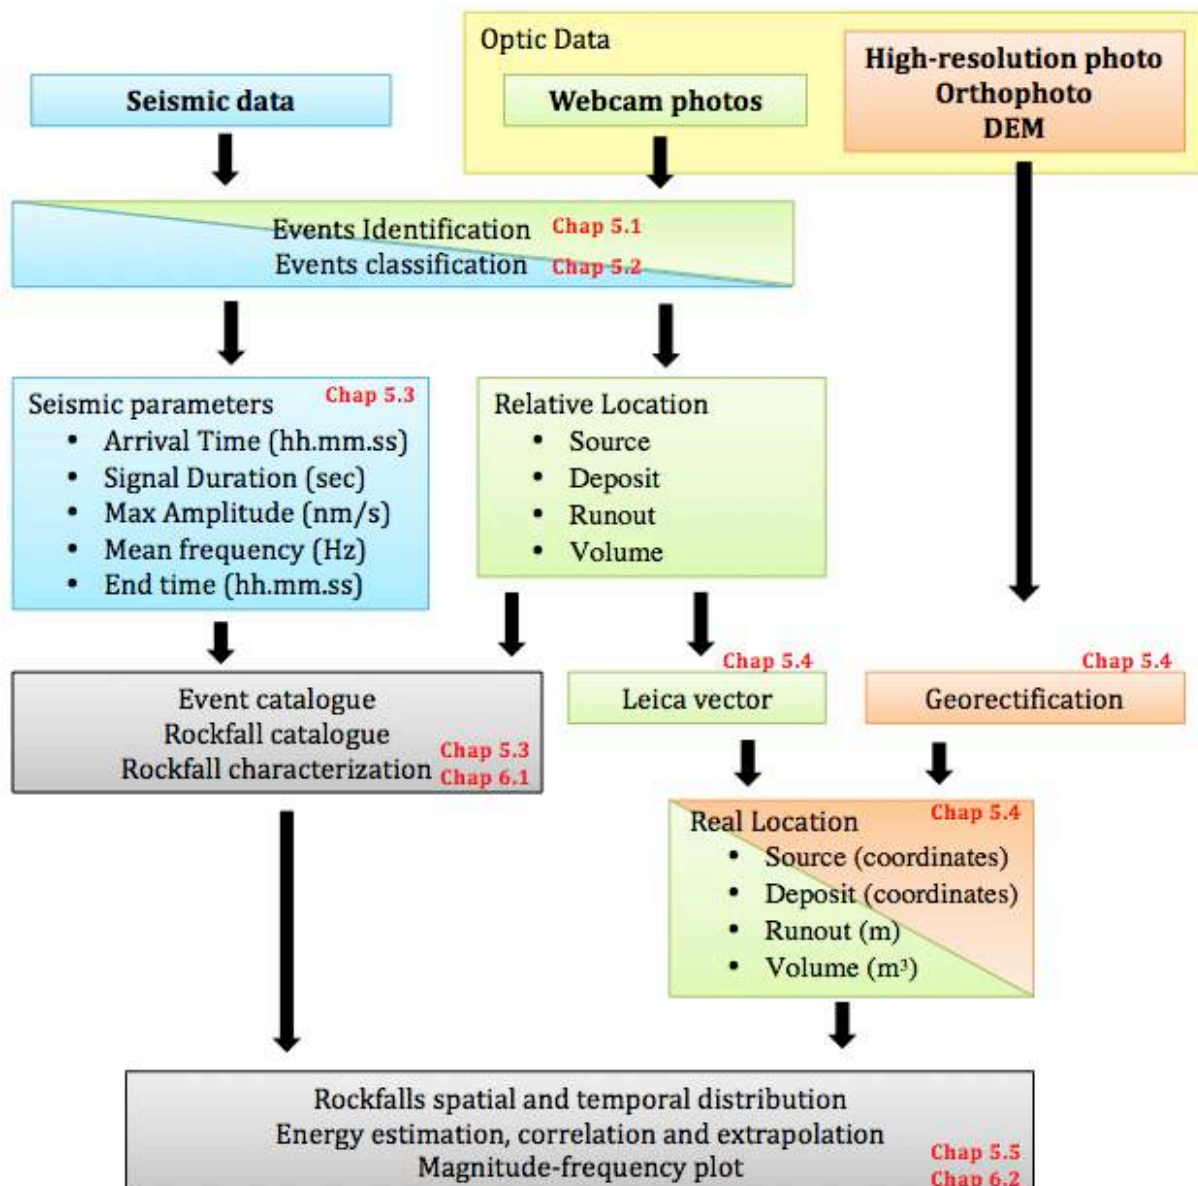 Optic Data
Seismic data
Webcam photos
High-resolution photo
Orthophoto
DEM
Events Identification Chap 5.1
Events classification Chap 5.2
Seismic parameters Chap 5.3
• Arrival Time (hh.mm.ss)
• Signal Duration (sec)
• Max Amplitude (nm/s)
• Mean frequency (Hz)
• End time (hh.mm.ss)
Relative Location
• Source
• Deposit
• Runout
• Volume
Event catalogue
Rockfall catalogue
Rockfall characterization
Chap 5.3
Chap 6.1
Chap 5.4
Leica vector
Chap 5.4
Georectification
Real Location Chap 5.4
• Source (coordinates)
• Deposit (coordinates)
• Runout (m)
• Volume (m³)
Rockfalls spatial and temporal distribution
Energy estimation, correlation and extrapolation
Magnitude-frequency plot
Chap 5.5
Chap 6.2